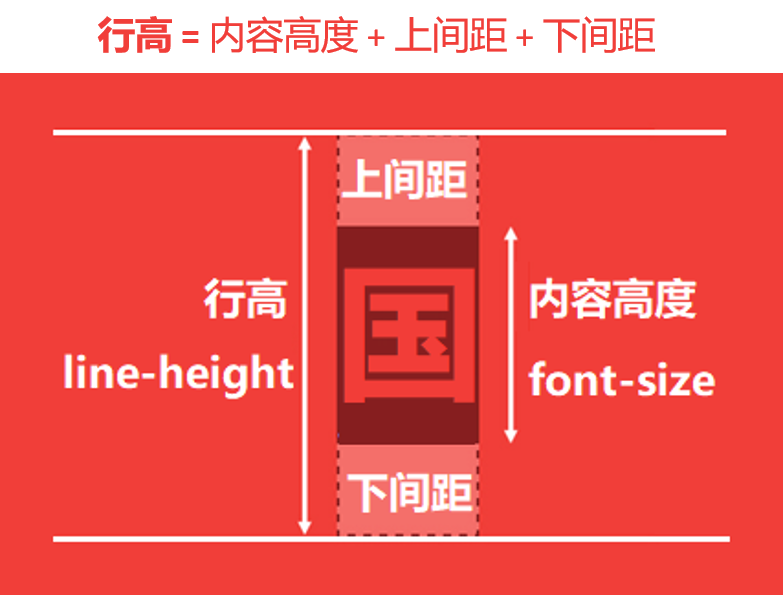 行高 = 内容高度 + 上间距 + 下间距
上间距
行高
line-height
国
内容高度
font-size
下间距